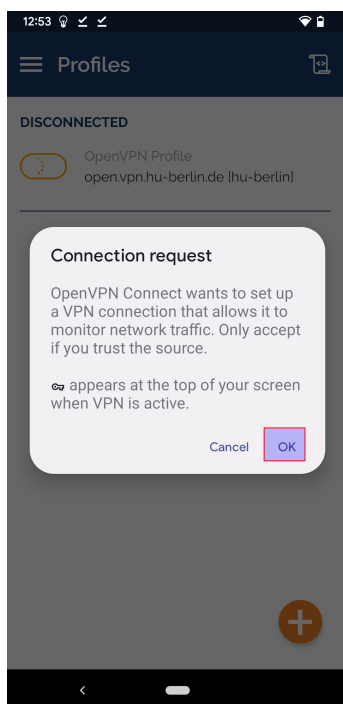 12:53
Profiles
DISCONNECTED
OpenVPN Profile
open.vpn.hu-berlin.de [hu-berlin]
Connection request
OpenVPN Connect wants to set up
a VPN connection that allows it to
monitor network traffic. Only accept
if you trust the source.
appears at the top of your screen
when VPN is active.
Cancel OK